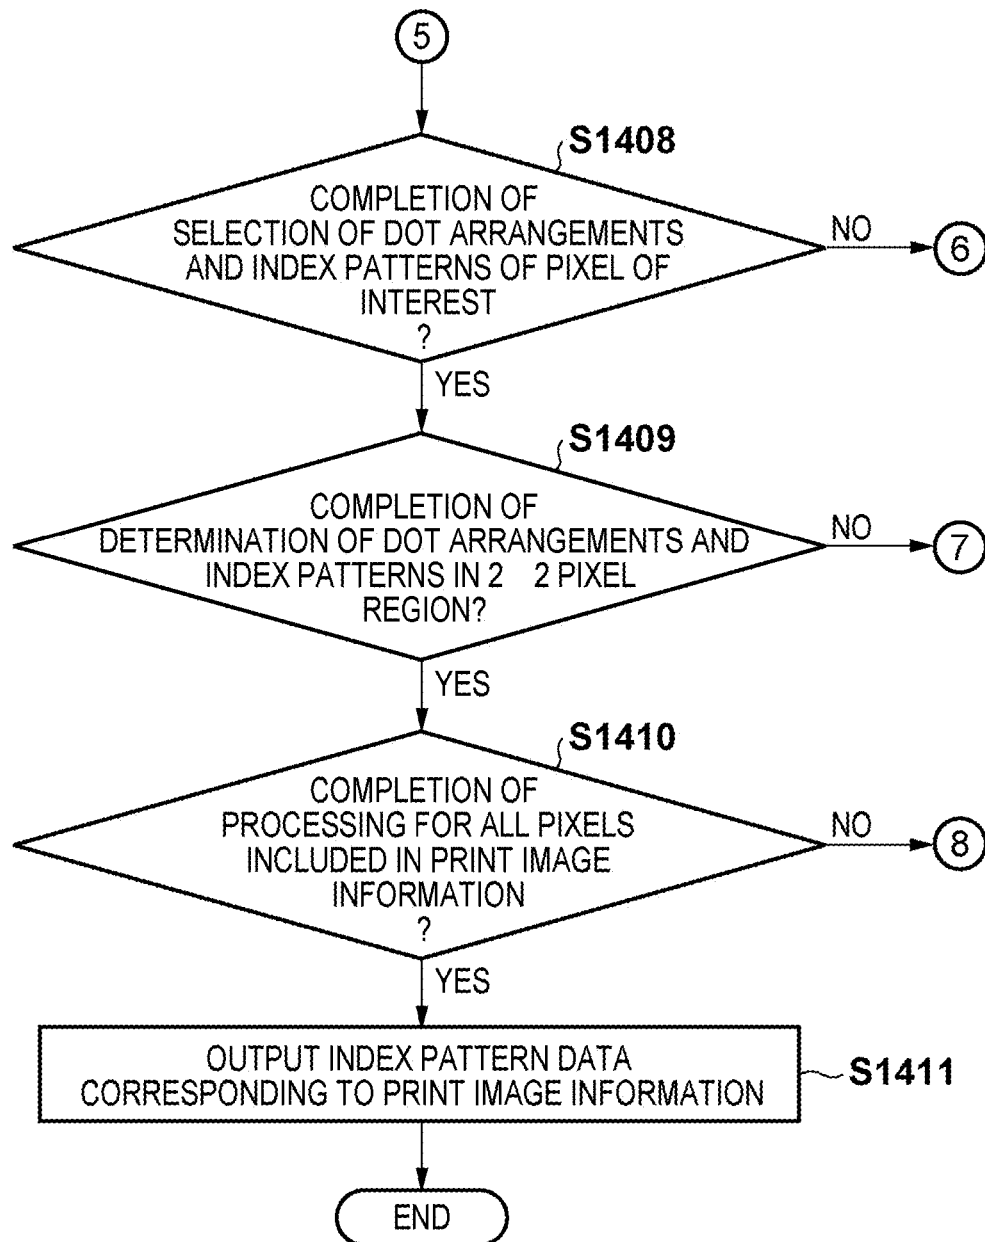 5
S1408
COMPLETION OF
SELECTION OF DOT ARRANGEMENTS
AND INDEX PATTERNS OF PIXEL OF
INTEREST
?
NO
6
YES
S1409
COMPLETION OF
DETERMINATION OF DOT ARRANGEMENTS AND
INDEX PATTERNS IN 2 2 PIXEL
REGION?
NO
7
YES
S1410
COMPLETION OF
PROCESSING FOR ALL PIXELS
INCLUDED IN PRINT IMAGE
INFORMATION
?
NO
8
YES
OUTPUT INDEX PATTERN DATA
CORRESPONDING TO PRINT IMAGE INFORMATION
S1411
END